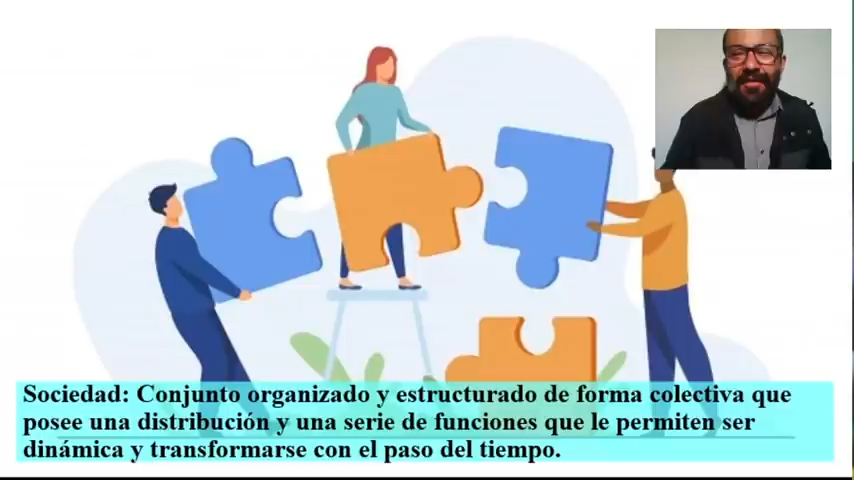 Sociedad: Conjunto organizado y estructurado de forma colectiva que
posee una distribución y una serie de funciones que le permiten ser
dinámica y transformarse con el paso del tiempo.